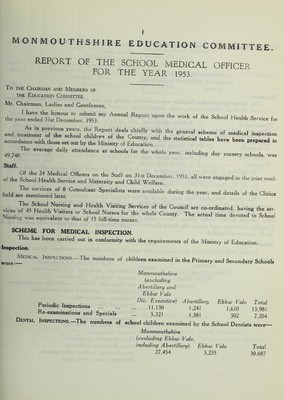 1
MONMOUTHSHIRE EDUCATION COMMITTEE.
REPORT OF THE SCHOOL MEDICAL OFFICER
FOR THE YEAR 1953.
TO THE CHAIRMAN AND MEMBERS OF
THE EDUCATION COMMITTEE.
Mr. Chairman, Ladies and Gentlemen,
I have the honour to submit my Annual Report upon the work of the School Health Service for
the year ended 31st December, 1953.
As in previous years, the Report deals chiefly with the general scheme of medical inspection
and treatment of the school children of the County, and the statistical tables have been prepared in
accordance with those set out by the Ministry of Education.
The average daily attendance at schools for the whole year, including day nursery schools, was
49,748.
Staff.
Of the 24 Medical Officers on the Staff on 31st December, 1953, all were engaged in the joint work
of the School Health Service and Maternity and Child Welfare.
The services of 8 Consultant Specialists were available during the year, and details of the Clinics
held are mentioned later.
The School Nursing and Health Visiting Services of the Council are co-ordinated, having the ser-
vices of 43 Health Visitors or School Nurses for the whole County. The actual time devoted to School
Nursing was equivalent to that of 15 full-time nurses.
SCHEME FOR MEDICAL INSPECTION.
This has been carried out in conformity with the requirements of the Ministry of Education.
Inspection.
MEDICAL INSPECTIONS.—The numbers of children examined in the Primary and Secondary Schools
were:—
Monmouthshire
(excluding
Abertillery and
Ebbw Vale
Div. Executive) Abertillery Ebbw Vale Total
Periodic Inspections ... ... ... 11,130 1,241 1,610 13,981
Re-examinations and Specials ... 5,321 1,381 502 7,204
DENTAL INSPECTIONS.—The numbers of school children examined by the School Dentists were—
Monmouthshire
(excluding Ebbw Vale,
including Abertillery) Ebbw Vale Total
27,454 3,235 30,687